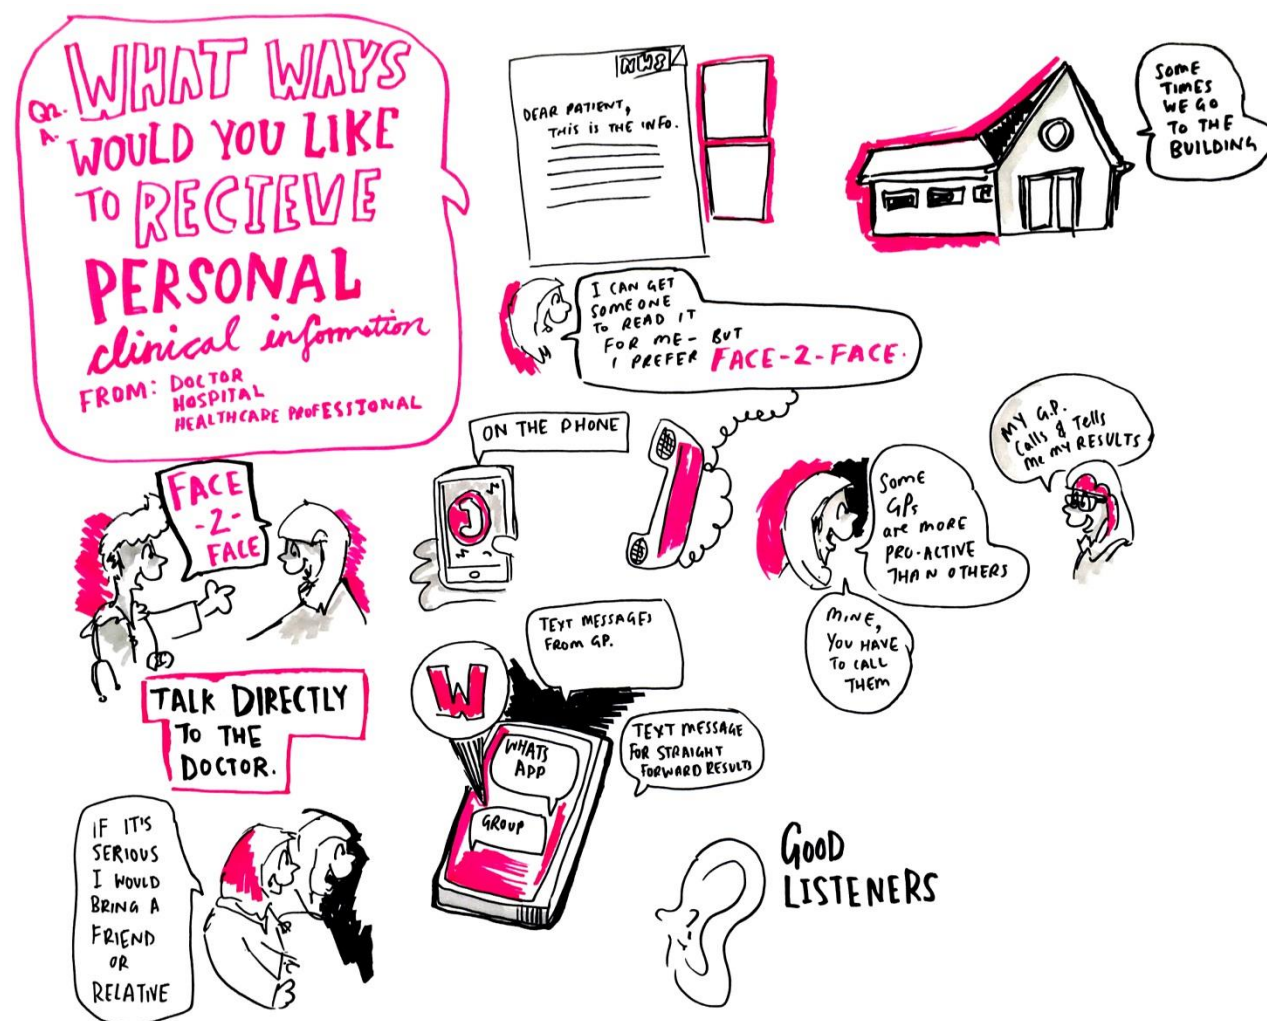 Q2.
A.
WHAT WAYS
WOULD YOU LIKE
TO RECIEVE
PERSONAL
clinical information
FROM: DOCTOR
HOSPITAL
HEALTHCARE PROFESSIONAL
NHS
DEAR PATIENT,
THIS IS THE INFO.
SOME
TIMES
WE GO
TO THE
BUILDING
I CAN GET
SOMEONE
TO READ IT
FOR ME - BUT
I PREFER FACE-2-FACE.
FACE
-2-
FACE
ON THE PHONE
SOME
GPs
are MORE
PRO-ACTIVE
THAN OTHERS
MY G.P.
Calls & Tells
Me MY RESULTS
MINE,
YOU HAVE
TO CALL
THEM
TALK DIRECTLY
TO THE
DOCTOR.
TEXT MESSAGES
FROM GP.
W
WHATS
APP
GROUP
TEXT MESSAGE
FOR STRAIGHT
FORWARD RESULTS
IF IT'S
SERIOUS
I WOULD
BRING A
FRIEND
OR
RELATIVE
GOOD
LISTENERS